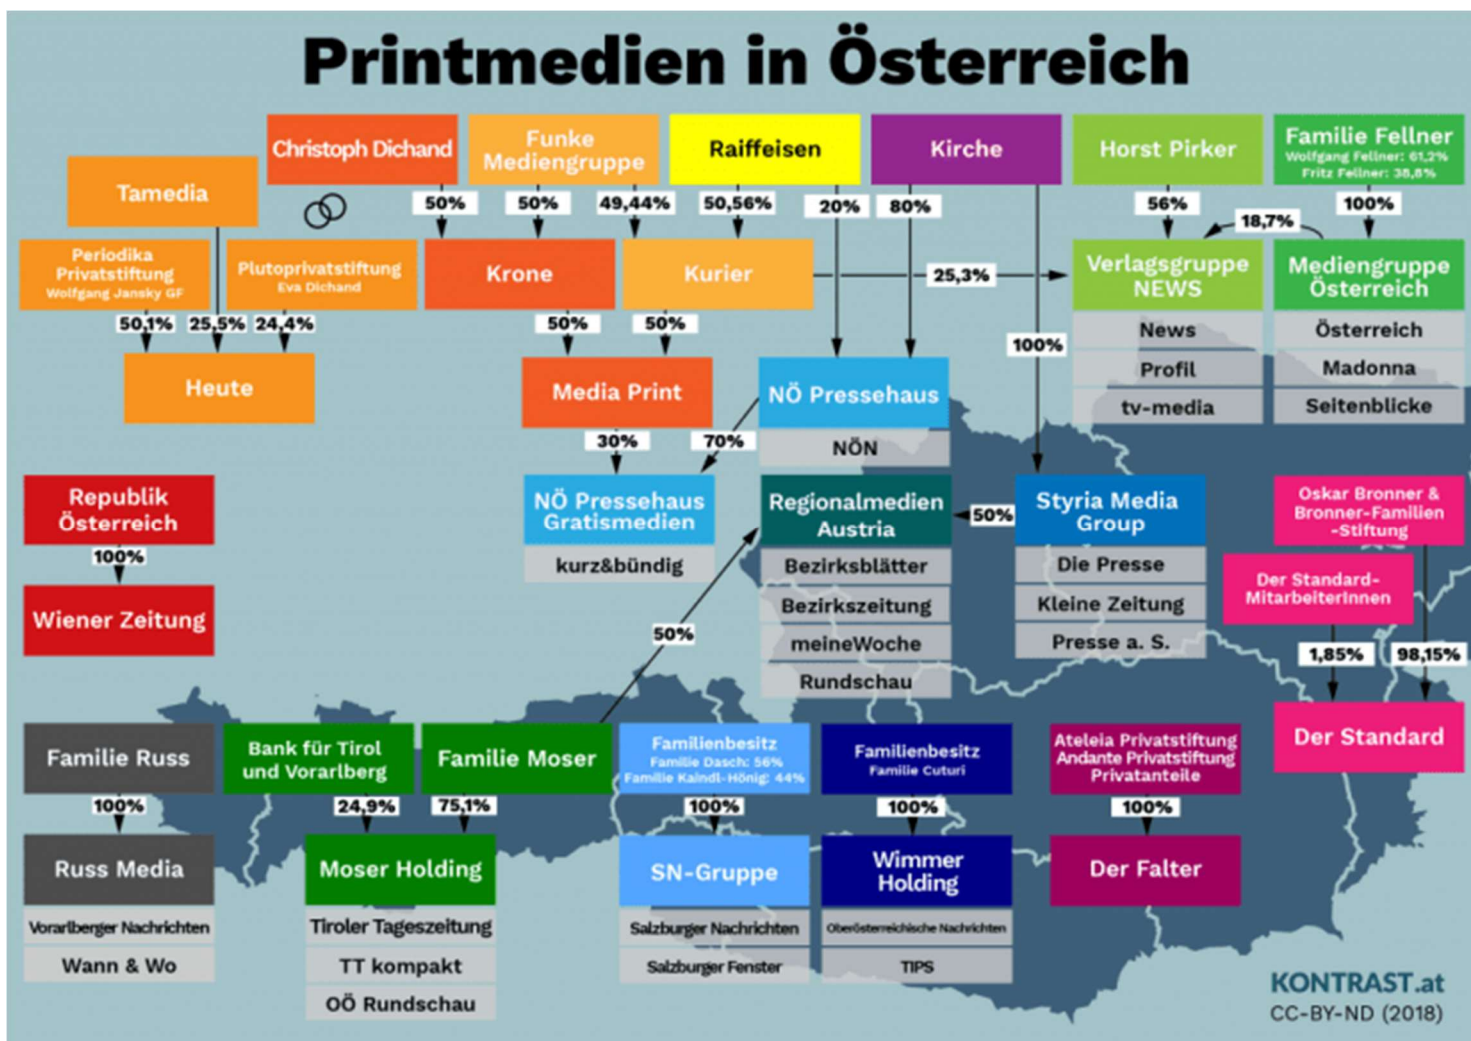 Printmedien in Österreich
Christoph Dichand
Funke
Mediengruppe
Raiffeisen
Kirche
Horst Pirker
Familie Fellner
Wolfgang Fellner: 61,2%
Fritz Fellner: 38,8%
Tamedia
50%
50%
49,44%
50,56%
20%
80%
56%
100%
18,7%
Periodika
Privatstiftung
Wolfgang Jansky GF
Plutoprivatstiftung
Eva Dichand
Krone
Kurier
25,3%
Verlagsgruppe
NEWS
Mediengruppe
Österreich
50,1%
25,5%
24,4%
50%
50%
100%
News
Profil
tv-media
Österreich
Madonna
Seitenblicke
Heute
Media Print
NÖ Pressehaus
NÖN
30%
70%
Republik
Österreich
100%
Wiener Zeitung
NÖ Pressehaus
Gratismedien
kurz&bündig
Regionalmedien
Austria
Bezirksblätter
Bezirkszeitung
meineWoche
Rundschau
50%
Styria Media
Group
Die Presse
Kleine Zeitung
Presse a. S.
Oskar Bronner &
Bronner-Familien
-Stiftung
Der Standard-
MitarbeiterInnen
1,85%
98,15%
Der Standard
50%
Familie Russ
100%
Russ Media
Vorarlberger Nachrichten
Wann & Wo
Bank für Tirol
und Vorarlberg
Familie Moser
24,9%
75,1%
Moser Holding
Tiroler Tageszeitung
TT kompakt
OÖ Rundschau
Familienbesitz
Familie Dasch: 56%
Familie Kaindl-Hönig: 44%
100%
SN-Gruppe
Salzburger Nachrichten
Salzburger Fenster
Familienbesitz
Familie Cuturi
100%
Wimmer
Holding
Oberösterreichische Nachrichten
TIPS
Ateleia Privatstiftung
Andante Privatstiftung
Privatanteile
100%
Der Falter
KONTRAST.at
CC-BY-ND (2018)